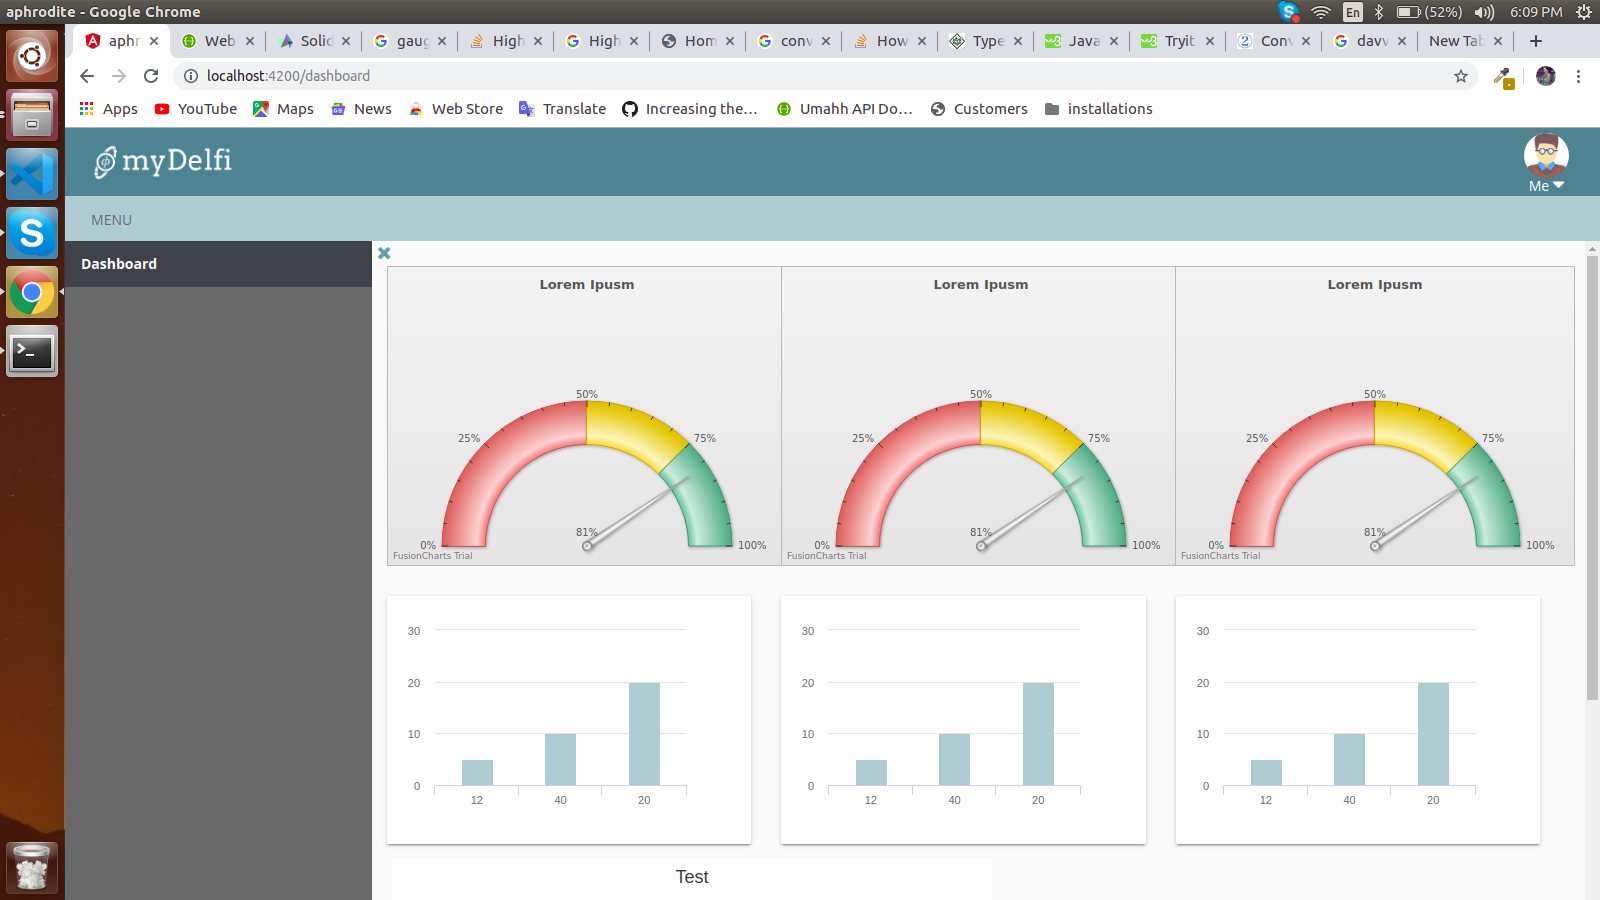 aphrodite - Google Chrome
En (52%) 6:09 PM
aphr Web Solid gaug High High Hom conv How Type Java Tryit Conv davv New Tab
localhost:4200/dashboard
Apps YouTube Maps News Web Store Translate Increasing the… Umahh API Do… Customers installations
myDelfi
Me
MENU
Dashboard
Lorem Ipusm Lorem Ipusm Lorem Ipusm
50% 50% 50%
25% 75% 25% 75% 25% 75%
81% 81% 81%
0% 100% 0% 100% 0% 100%
FusionCharts Trial FusionCharts Trial FusionCharts Trial
30 30 30
20 20 20
10 10 10
0 0 0
12 40 20 12 40 20 12 40 20
Test